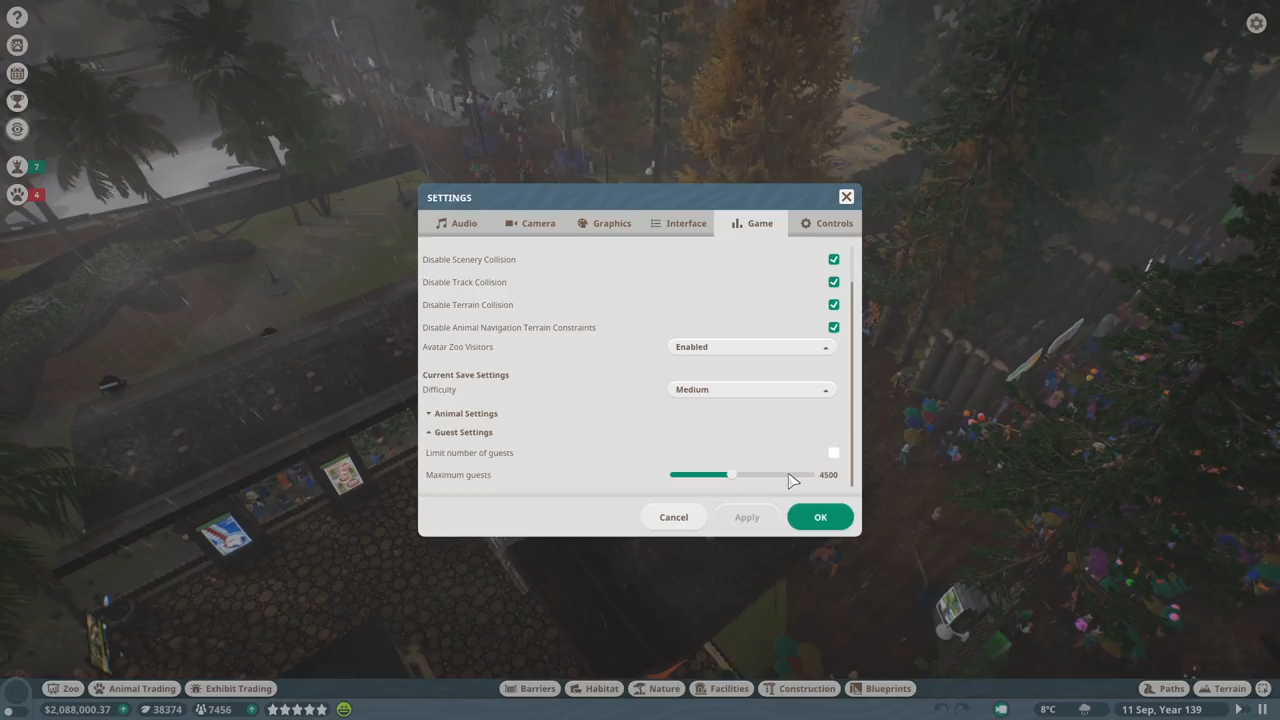 ?
7
4
SETTINGS
Audio
Camera
Graphics
Interface
Game
Controls
Disable Scenery Collision
Disable Track Collision
Disable Terrain Collision
Disable Animal Navigation Terrain Constraints
Avatar Zoo Visitors
Enabled
Current Save Settings
Difficulty
Medium
Animal Settings
Guest Settings
Limit number of guests
Maximum guests
4500
Cancel
Apply
OK
Zoo
Animal Trading
Exhibit Trading
Barriers
Habitat
Nature
Facilities
Construction
Blueprints
Paths
Terrain
$2,088,000.37
38374
7456
8°C
11 Sep, Year 139